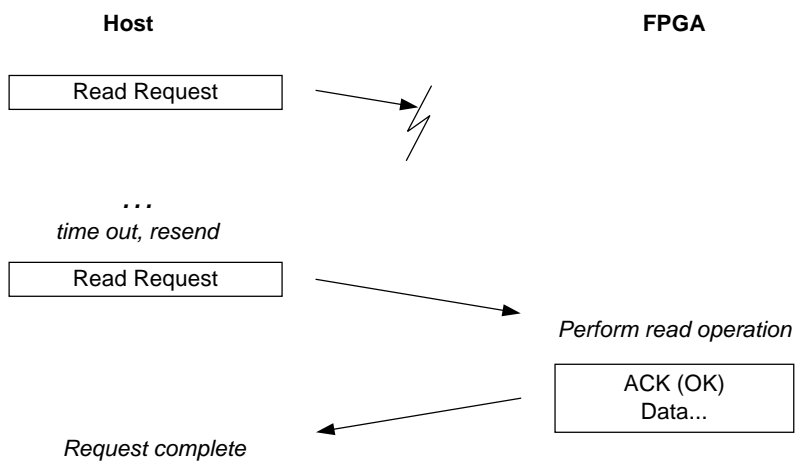 Host
FPGA
Read Request
...
time out, resend
Read Request
Perform read operation
ACK (OK)
Data...
Request complete